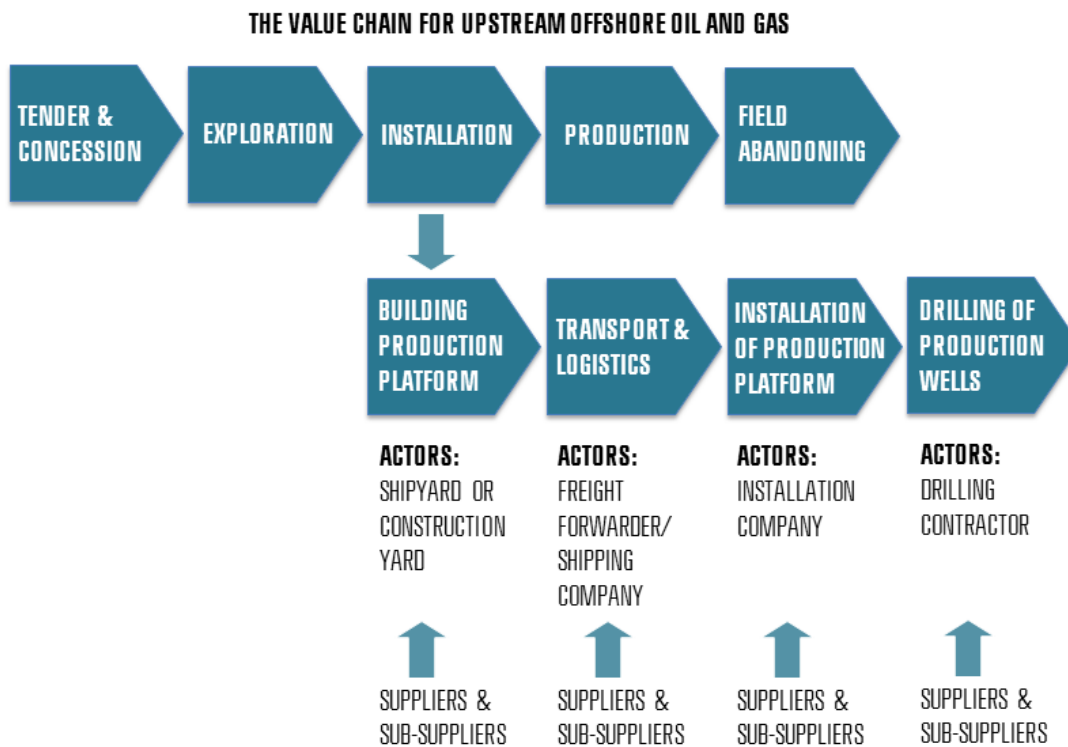 THE VALUE CHAIN FOR UPSTREAM OFFSHORE OIL AND GAS
TENDER &
CONCESSION
EXPLORATION
INSTALLATION
PRODUCTION
FIELD
ABANDONING
BUILDING
PRODUCTION
PLATFORM
TRANSPORT &
LOGISTICS
INSTALLATION
OF PRODUCTION
PLATFORM
DRILLING OF
PRODUCTION
WELLS
ACTORS:
SHIPYARD OR
CONSTRUCTION
YARD
ACTORS:
FREIGHT
FORWARDER/
SHIPPING
COMPANY
ACTORS:
INSTALLATION
COMPANY
ACTORS:
DRILLING
CONTRACTOR
SUPPLIERS &
SUB-SUPPLIERS
SUPPLIERS &
SUB-SUPPLIERS
SUPPLIERS &
SUB-SUPPLIERS
SUPPLIERS &
SUB-SUPPLIERS